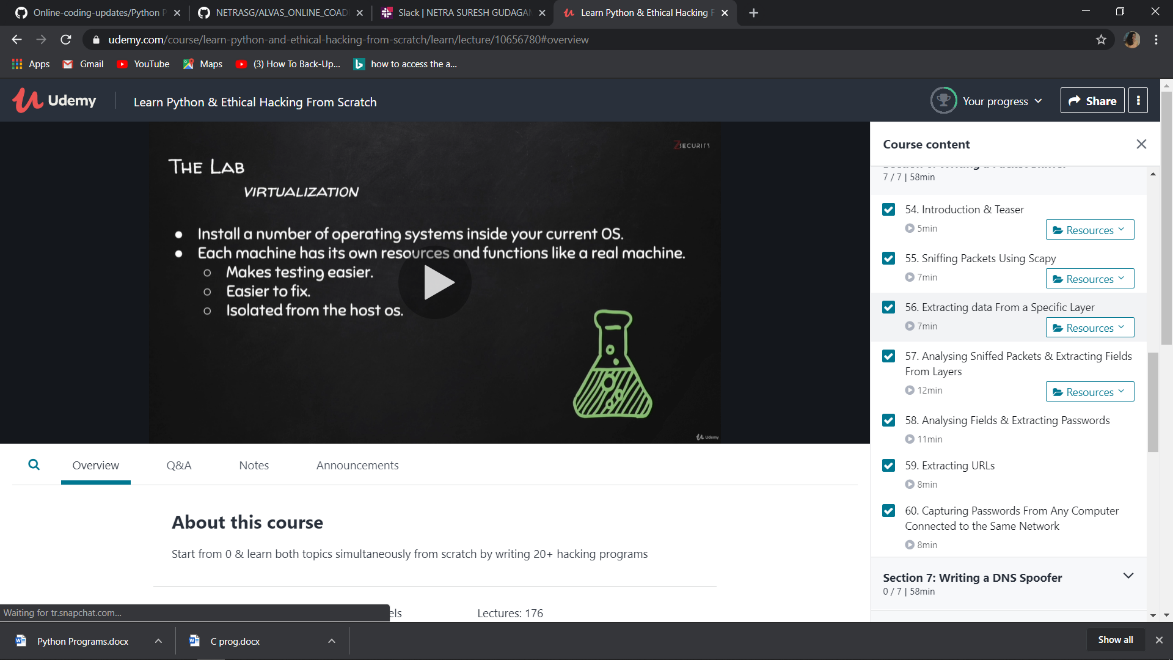 Online-coding-updates/Python P
NETRASG/ALVAS_ONLINE_COAD
Slack | NETRA SURESH GUDAGAN
Learn Python & Ethical Hacking F
udemy.com/course/learn-python-and-ethical-hacking-from-scratch/learn/lecture/10656780#overview
Apps
Gmail
YouTube
Maps
(3) How To Back-Up...
how to access the a...
Udemy
Learn Python & Ethical Hacking From Scratch
Your progress
Share
THE LAB
VIRTUALIZATION
Install a number of operating systems inside your current OS.
Each machine has its own resources and functions like a real machine.
Makes testing easier.
Easier to fix.
Isolated from the host os.
Udemy
Overview
Q&A
Notes
Announcements
About this course
Start from 0 & learn both topics simultaneously from scratch by writing 20+ hacking programs
els
Lectures: 176
Waiting for tr.snapchat.com...
Course content
7 / 7 | 58min
54. Introduction & Teaser
5min
Resources
55. Sniffing Packets Using Scapy
7min
Resources
56. Extracting data From a Specific Layer
7min
Resources
57. Analysing Sniffed Packets & Extracting Fields
From Layers
12min
Resources
58. Analysing Fields & Extracting Passwords
11min
59. Extracting URLs
8min
60. Capturing Passwords From Any Computer
Connected to the Same Network
8min
Section 7: Writing a DNS Spoofer
0 / 7 | 58min
Python Programs.docx
C prog.docx
Show all